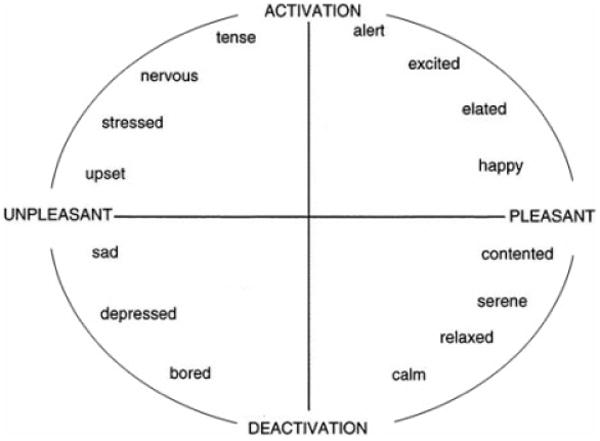 ACTIVATION
tense
alert
nervous
excited
stressed
elated
upset
happy
UNPLEASANT
PLEASANT
sad
contented
depressed
serene
relaxed
bored
calm
DEACTIVATION